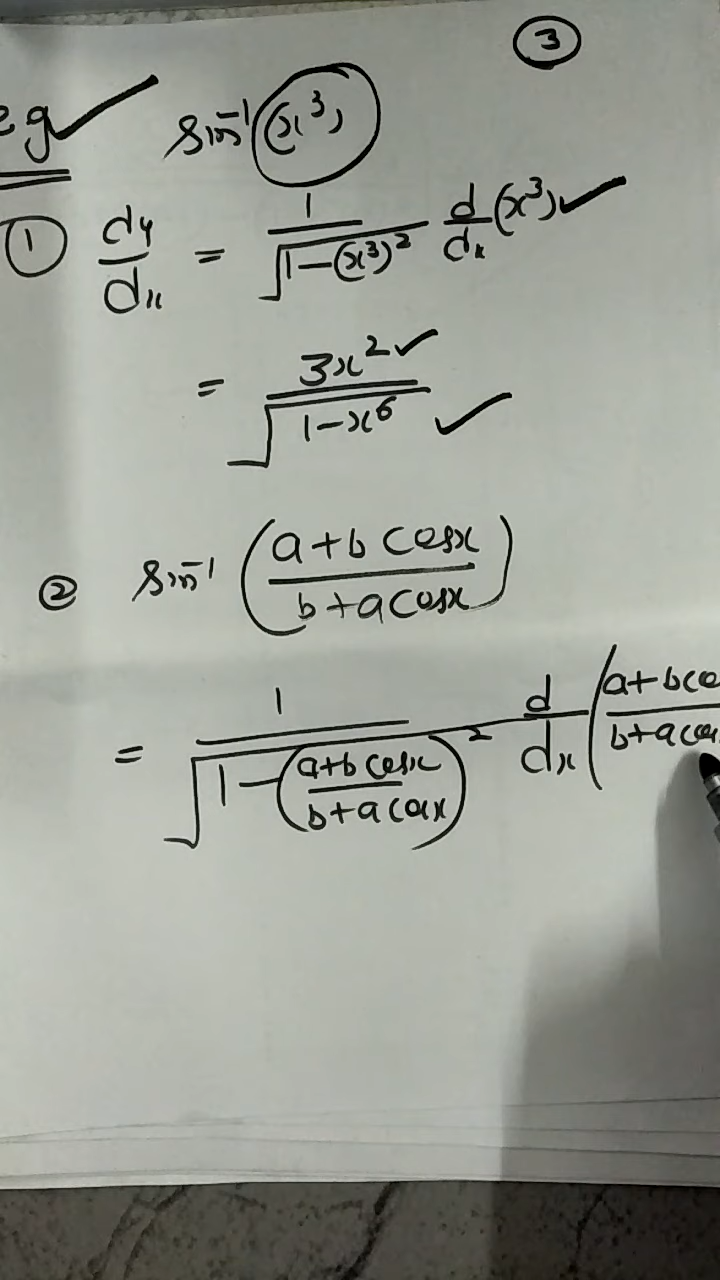 ③
eg
sin⁻¹(x³)
① dy/dx = 1/√(1-(x³)²) d/dx (x³)
= 3x²/√(1-x⁶)
② sin⁻¹ ((a+b cosx)/(b+a cosx))
= 1/√(1-((a+b cosx)/(b+a cosx))²) d/dx ((a+b co/(b+a cos